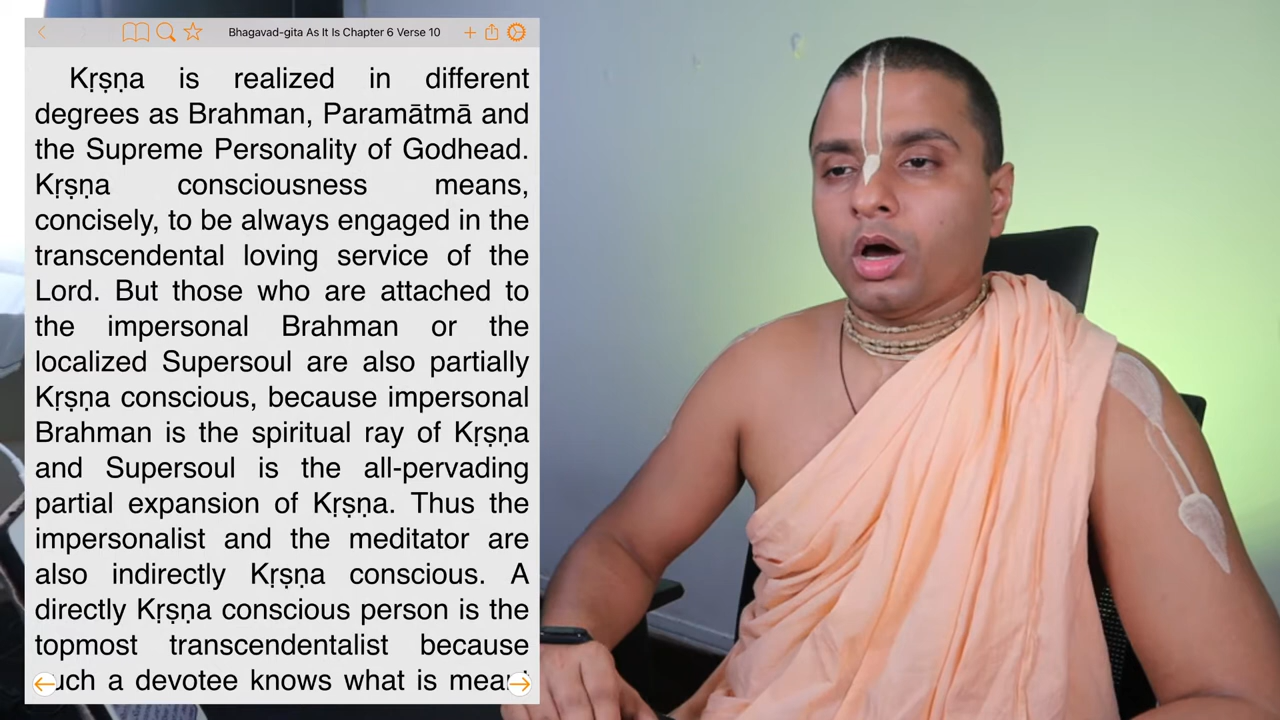 Bhagavad-gita As It Is Chapter 6 Verse 10
Kṛṣṇa is realized in different
degrees as Brahman, Paramātmā and
the Supreme Personality of Godhead.
Kṛṣṇa consciousness means,
concisely, to be always engaged in the
transcendental loving service of the
Lord. But those who are attached to
the impersonal Brahman or the
localized Supersoul are also partially
Kṛṣṇa conscious, because impersonal
Brahman is the spiritual ray of Kṛṣṇa
and Supersoul is the all-pervading
partial expansion of Kṛṣṇa. Thus the
impersonalist and the meditator are
also indirectly Kṛṣṇa conscious. A
directly Kṛṣṇa conscious person is the
topmost transcendentalist because
such a devotee knows what is meant